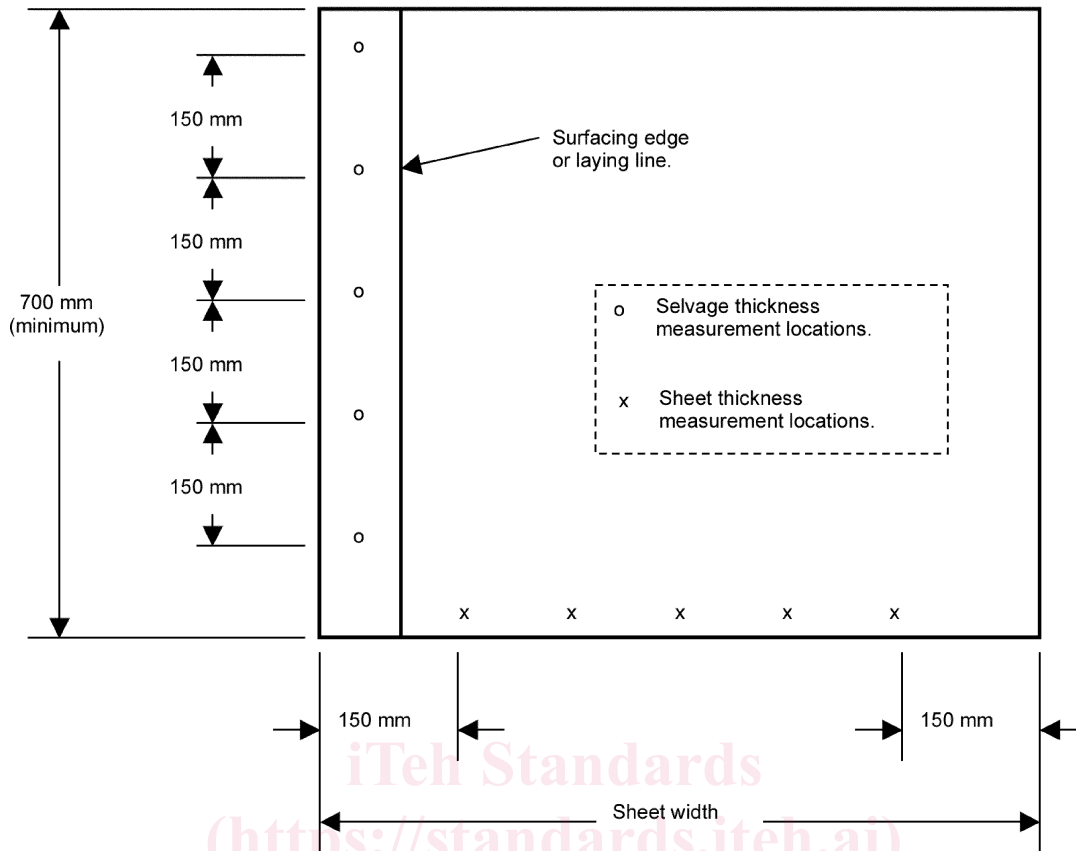 o
150 mm
Surfacing edge
or laying line.
o
150 mm
o
700 mm
(minimum)
o Selvage thickness
measurement locations.
150 mm
x Sheet thickness
measurement locations.
o
150 mm
o
x x x x x
150 mm
150 mm
iTeh Standards
Sheet width
(https://standards.iteh.ai)